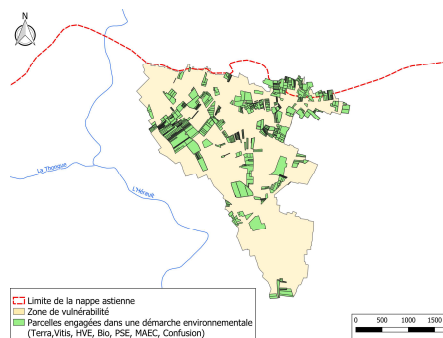 N
La Thongue
L'Hérault
Limite de la nappe astienne
Zone de vulnérabilité
Parcelles engagées dans une démarche environnementale
(Terra,Vitis, HVE, Bio, PSE, MAEC, Confusion)
0 500 1000 1500